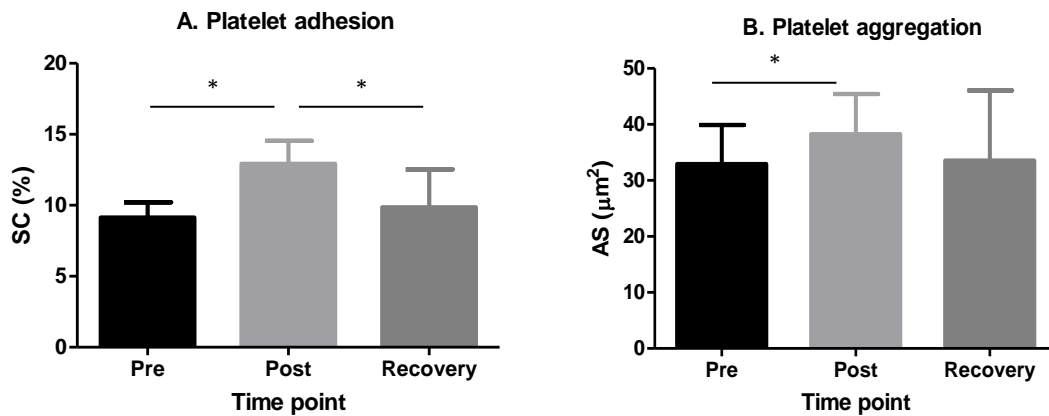 A. Platelet adhesion
SC (%)
20
15
10
5
0
*
*
Pre Post Recovery
Time point
B. Platelet aggregation
AS (μm²)
50
40
30
20
10
0
*
Pre Post Recovery
Time point